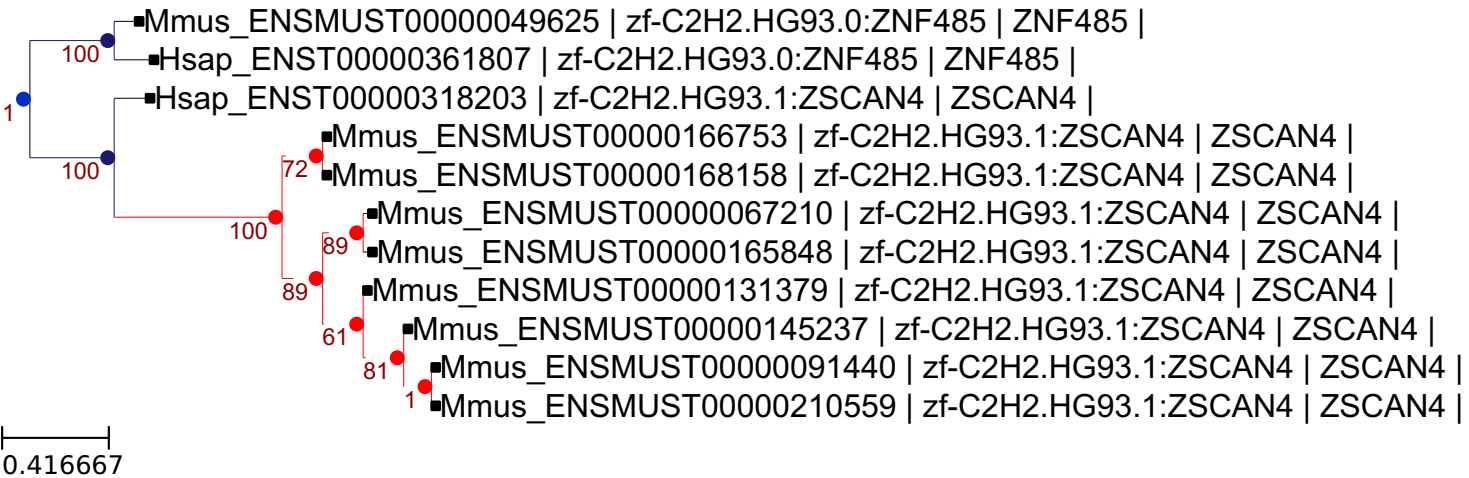 Mmus_ENSMUST00000049625 | zf-C2H2.HG93.0:ZNF485 | ZNF485 |
100
Hsap_ENST00000361807 | zf-C2H2.HG93.0:ZNF485 | ZNF485 |
Hsap_ENST00000318203 | zf-C2H2.HG93.1:ZSCAN4 | ZSCAN4 |
1
Mmus_ENSMUST00000166753 | zf-C2H2.HG93.1:ZSCAN4 | ZSCAN4 |
100
72
Mmus_ENSMUST00000168158 | zf-C2H2.HG93.1:ZSCAN4 | ZSCAN4 |
Mmus_ENSMUST00000067210 | zf-C2H2.HG93.1:ZSCAN4 | ZSCAN4 |
100
89
Mmus_ENSMUST00000165848 | zf-C2H2.HG93.1:ZSCAN4 | ZSCAN4 |
89
Mmus_ENSMUST00000131379 | zf-C2H2.HG93.1:ZSCAN4 | ZSCAN4 |
61
Mmus_ENSMUST00000145237 | zf-C2H2.HG93.1:ZSCAN4 | ZSCAN4 |
81
Mmus_ENSMUST00000091440 | zf-C2H2.HG93.1:ZSCAN4 | ZSCAN4 |
1
Mmus_ENSMUST00000210559 | zf-C2H2.HG93.1:ZSCAN4 | ZSCAN4 |
0.416667